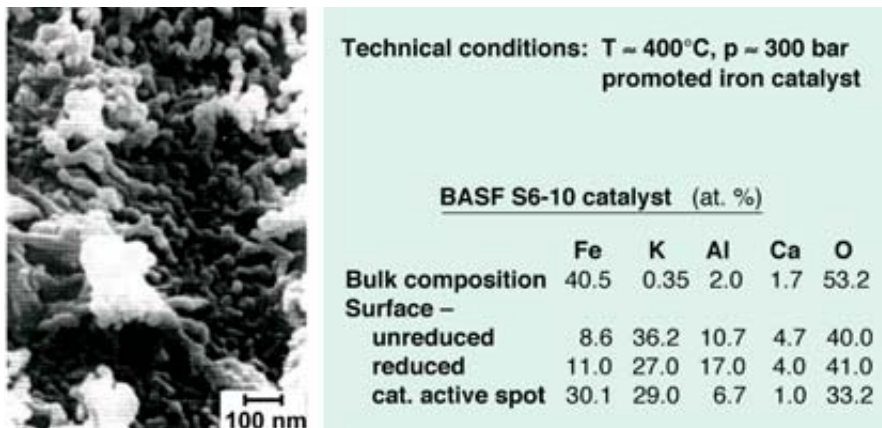 Technical conditions: T ~ 400°C, p ~ 300 bar
promoted iron catalyst
BASF S6-10 catalyst (at. %)
Fe K Al Ca O
Bulk composition 40.5 0.35 2.0 1.7 53.2
Surface –
unreduced 8.6 36.2 10.7 4.7 40.0
reduced 11.0 27.0 17.0 4.0 41.0
cat. active spot 30.1 29.0 6.7 1.0 33.2
100 nm